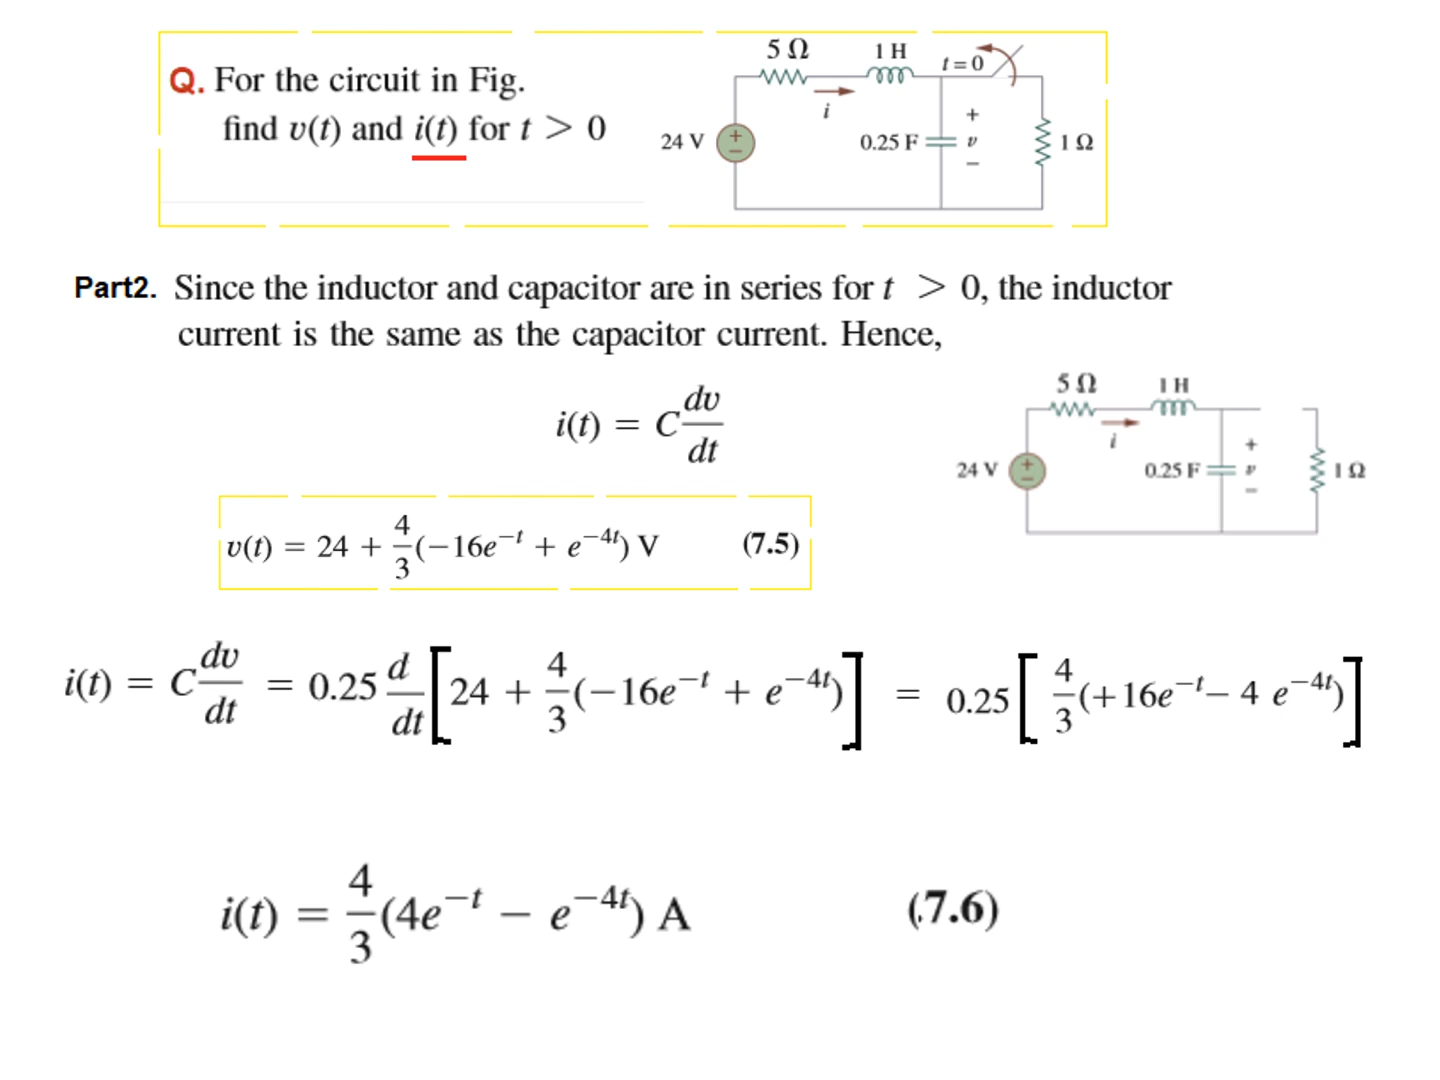 Q. For the circuit in Fig.
find v(t) and i(t) for t > 0
5 Ω
1 H
t = 0
i
24 V
+
−
0.25 F
+
v
−
1 Ω
Part2. Since the inductor and capacitor are in series for t > 0, the inductor
current is the same as the capacitor current. Hence,
i(t) = C dv/dt
5 Ω
1 H
i
24 V
+
−
0.25 F
+
v
−
1 Ω
v(t) = 24 + 4/3(−16e^−t + e^−4t) V (7.5)
i(t) = C dv/dt = 0.25 d/dt [24 + 4/3(−16e^−t + e^−4t)] = 0.25 [4/3(+16e^−t − 4 e^−4t)]
i(t) = 4/3(4e^−t − e^−4t) A (7.6)